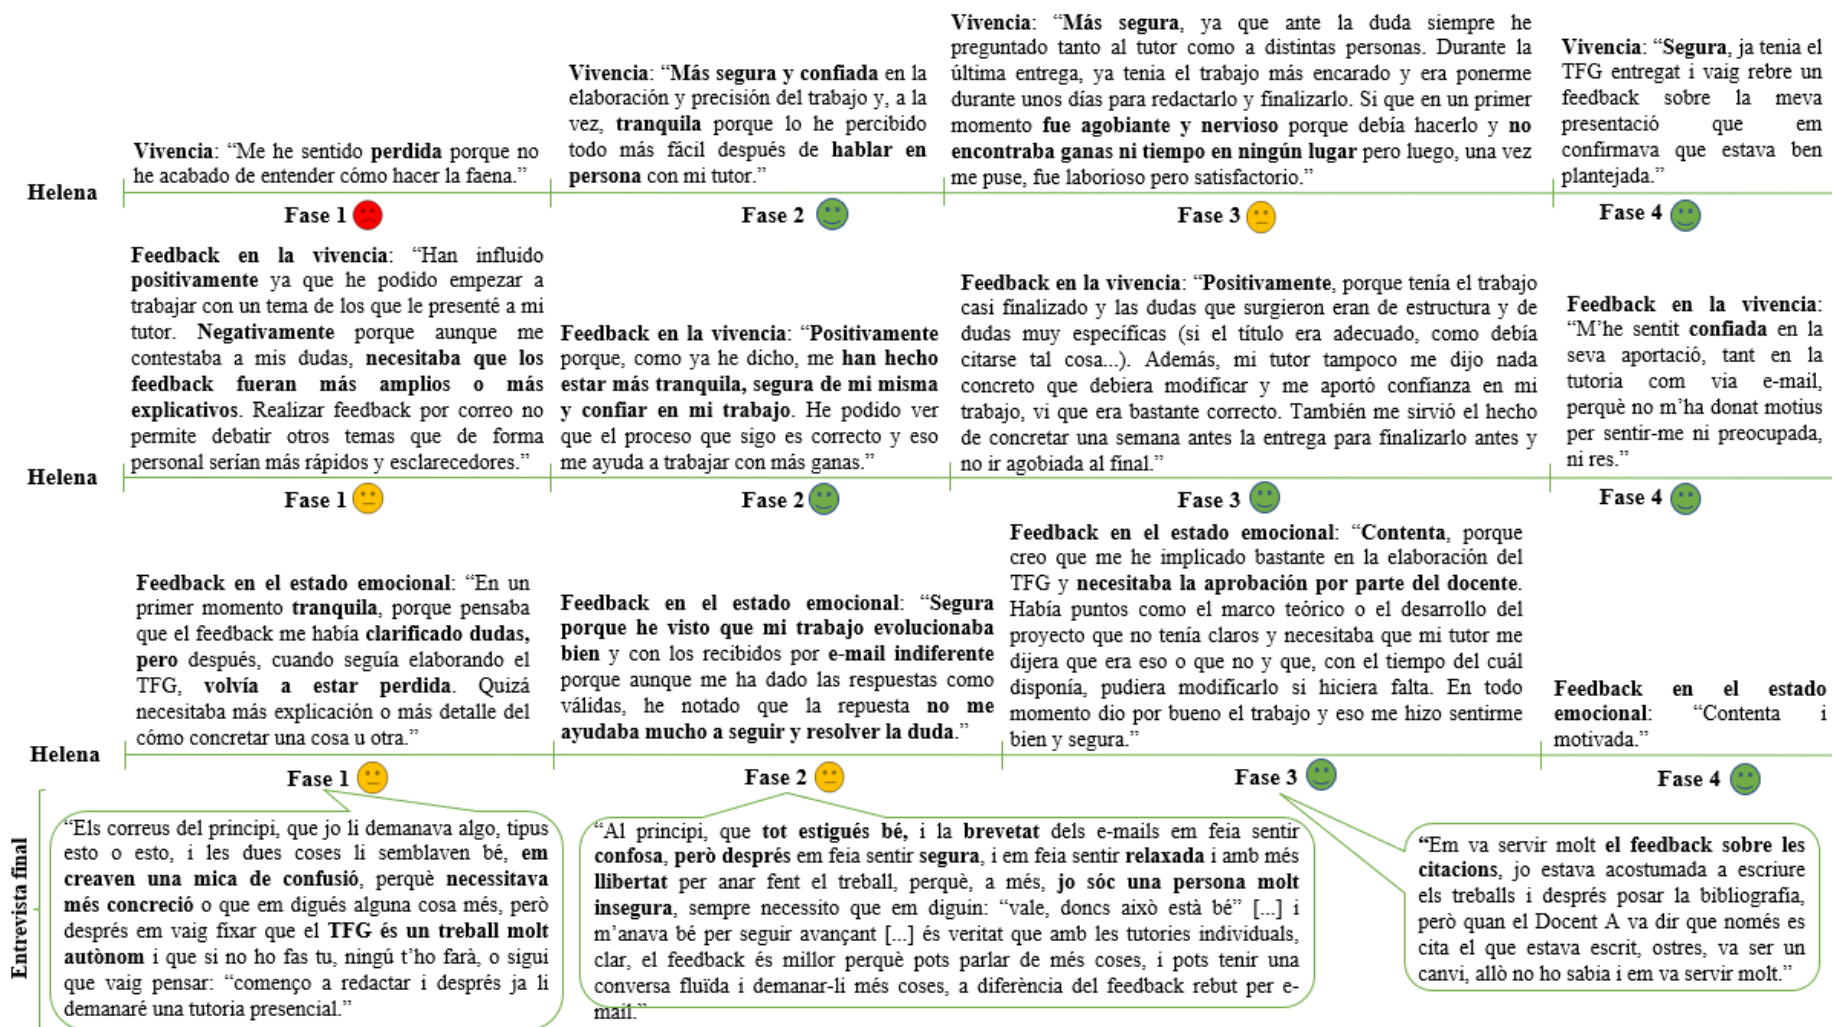 Vivencia: “Me he sentido perdida porque no
he acabado de entender cómo hacer la faena.”
Vivencia: “Más segura y confiada en la
elaboración y precisión del trabajo y, a la
vez, tranquila porque lo he percibido
todo más fácil después de hablar en
persona con mi tutor.”
Vivencia: “Más segura, ya que ante la duda siempre he
preguntado tanto al tutor como a distintas personas. Durante la
última entrega, ya tenia el trabajo más encarado y era ponerme
durante unos días para redactarlo y finalizarlo. Si que en un primer
momento fue agobiante y nervioso porque debía hacerlo y no
encontraba ganas ni tiempo en ningún lugar pero luego, una vez
me puse, fue laborioso pero satisfactorio.”
Vivencia: “Segura, ja tenia el
TFG entregat i vaig rebre un
feedback sobre la meva
presentació que em
confirmava que estava ben
plantejada.”
Helena
Fase 1
Fase 2
Fase 3
Fase 4
Feedback en la vivencia: “Han influido
positivamente ya que he podido empezar a
trabajar con un tema de los que le presenté a mi
tutor. Negativamente porque aunque me
contestaba a mis dudas, necesitaba que los
feedback fueran más amplios o más
explicativos. Realizar feedback por correo no
permite debatir otros temas que de forma
personal serían más rápidos y esclarecedores.”
Feedback en la vivencia: “Positivamente
porque, como ya he dicho, me han hecho
estar más tranquila, segura de mi misma
y confiar en mi trabajo. He podido ver
que el proceso que sigo es correcto y eso
me ayuda a trabajar con más ganas.”
Feedback en la vivencia: “Positivamente, porque tenía el trabajo
casi finalizado y las dudas que surgieron eran de estructura y de
dudas muy específicas (si el título era adecuado, como debía
citarse tal cosa...). Además, mi tutor tampoco me dijo nada
concreto que debiera modificar y me aportó confianza en mi
trabajo, vi que era bastante correcto. También me sirvió el hecho
de concretar una semana antes la entrega para finalizarlo antes y
no ir agobiada al final.”
Feedback en la vivencia:
“M’he sentit confiada en la
seva aportació, tant en la
tutoria com via e-mail,
perquè no m’ha donat motius
per sentir-me ni preocupada,
ni res.”
Helena
Fase 1
Fase 2
Fase 3
Fase 4
Feedback en el estado emocional: “En un
primer momento tranquila, porque pensaba
que el feedback me había clarificado dudas,
pero después, cuando seguía elaborando el
TFG, volvía a estar perdida. Quizá
necesitaba más explicación o más detalle del
cómo concretar una cosa u otra.”
Feedback en el estado emocional: “Segura
porque he visto que mi trabajo evolucionaba
bien y con los recibidos por e-mail indiferente
porque aunque me ha dado las respuestas como
válidas, he notado que la repuesta no me
ayudaba mucho a seguir y resolver la duda.”
Feedback en el estado emocional: “Contenta, porque
creo que me he implicado bastante en la elaboración del
TFG y necesitaba la aprobación por parte del docente.
Había puntos como el marco teórico o el desarrollo del
proyecto que no tenía claros y necesitaba que mi tutor me
dijera que era eso o que no y que, con el tiempo del cuál
disponía, pudiera modificarlo si hiciera falta. En todo
momento dio por bueno el trabajo y eso me hizo sentirme
bien y segura.”
Feedback en el estado
emocional: “Contenta i
motivada.”
Helena
Fase 1
Fase 2
Fase 3
Fase 4
Entrevista final
“Els correus del principi, que jo li demanava algo, tipus
esto o esto, i les dues coses li semblaven bé, em
creaven una mica de confusió, perquè necessitava
més concreció o que em digués alguna cosa més, però
després em vaig fixar que el TFG és un treball molt
autònom i que si no ho fas tu, ningú t’ho farà, o sigui
que vaig pensar: “començo a redactar i després ja li
demanaré una tutoria presencial.”
“Al principi, que tot estigués bé, i la brevetat dels e-mails em feia sentir
confosa, però després em feia sentir segura, i em feia sentir relaxada i amb més
llibertat per anar fent el treball, perquè, a més, jo sóc una persona molt
insegura, sempre necessito que em diguin: “vale, doncs això està bé” [...] i
m’anava bé per seguir avançant [...] és veritat que amb les tutories individuals,
clar, el feedback és millor perquè pots parlar de més coses, i pots tenir una
conversa fluïda i demanar-li més coses, a diferència del feedback rebut per e-
mail.”
“Em va servir molt el feedback sobre les
citacions, jo estava acostumada a escriure
els treballs i després posar la bibliografia,
però quan el Docent A va dir que només es
cita el que estava escrit, ostres, va ser un
canvi, allò no ho sabia i em va servir molt.”